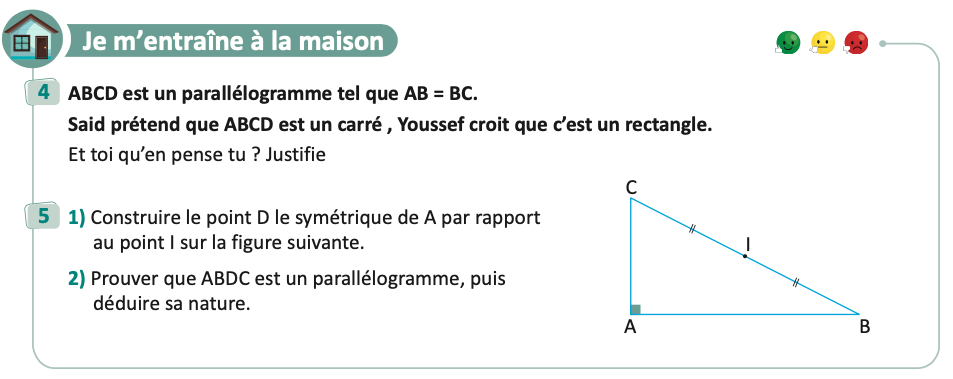 Je m'entraîne à la maison
4 ABCD est un parallélogramme tel que AB = BC.
Said prétend que ABCD est un carré , Youssef croit que c'est un rectangle.
Et toi qu'en pense tu ? Justifie
5 1) Construire le point D le symétrique de A par rapport
au point I sur la figure suivante.
2) Prouver que ABDC est un parallélogramme, puis
déduire sa nature.
C
I
A
B